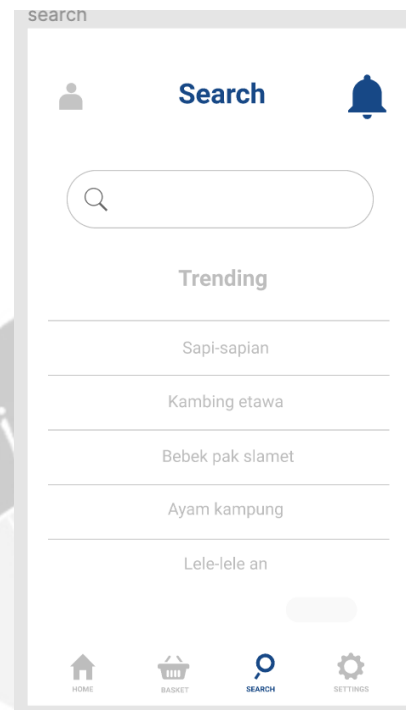 search
Search
Trending
Sapi-sapian
Kambing etawa
Bebek pak slamet
Ayam kampung
Lele-lele an
HOME
BASKET
SEARCH
SETTINGS